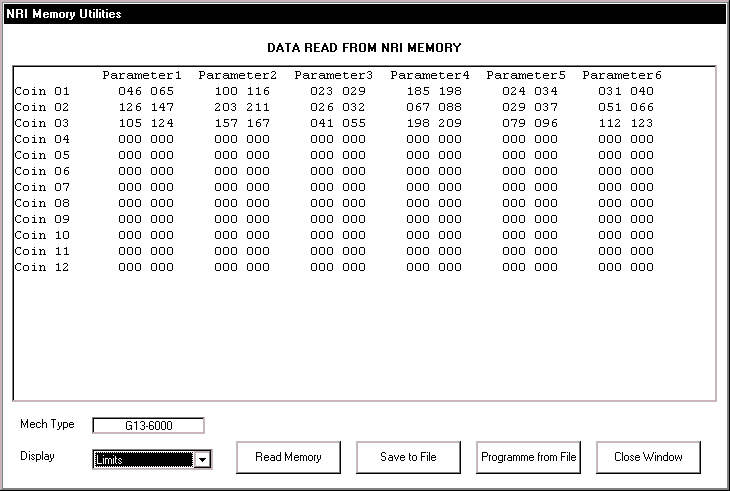 NRI Memory Utilities
DATA READ FROM NRI MEMORY
Parameter1 Parameter2 Parameter3 Parameter4 Parameter5 Parameter6
Coin 01 046 065 100 116 023 029 185 198 024 034 031 040
Coin 02 126 147 203 211 026 032 067 088 029 037 051 066
Coin 03 105 124 157 167 041 055 198 209 079 096 112 123
Coin 04 000 000 000 000 000 000 000 000 000 000 000 000
Coin 05 000 000 000 000 000 000 000 000 000 000 000 000
Coin 06 000 000 000 000 000 000 000 000 000 000 000 000
Coin 07 000 000 000 000 000 000 000 000 000 000 000 000
Coin 08 000 000 000 000 000 000 000 000 000 000 000 000
Coin 09 000 000 000 000 000 000 000 000 000 000 000 000
Coin 10 000 000 000 000 000 000 000 000 000 000 000 000
Coin 11 000 000 000 000 000 000 000 000 000 000 000 000
Coin 12 000 000 000 000 000 000 000 000 000 000 000 000
Mech Type G13-6000
Display Limits Read Memory Save to File Programme from File Close Window